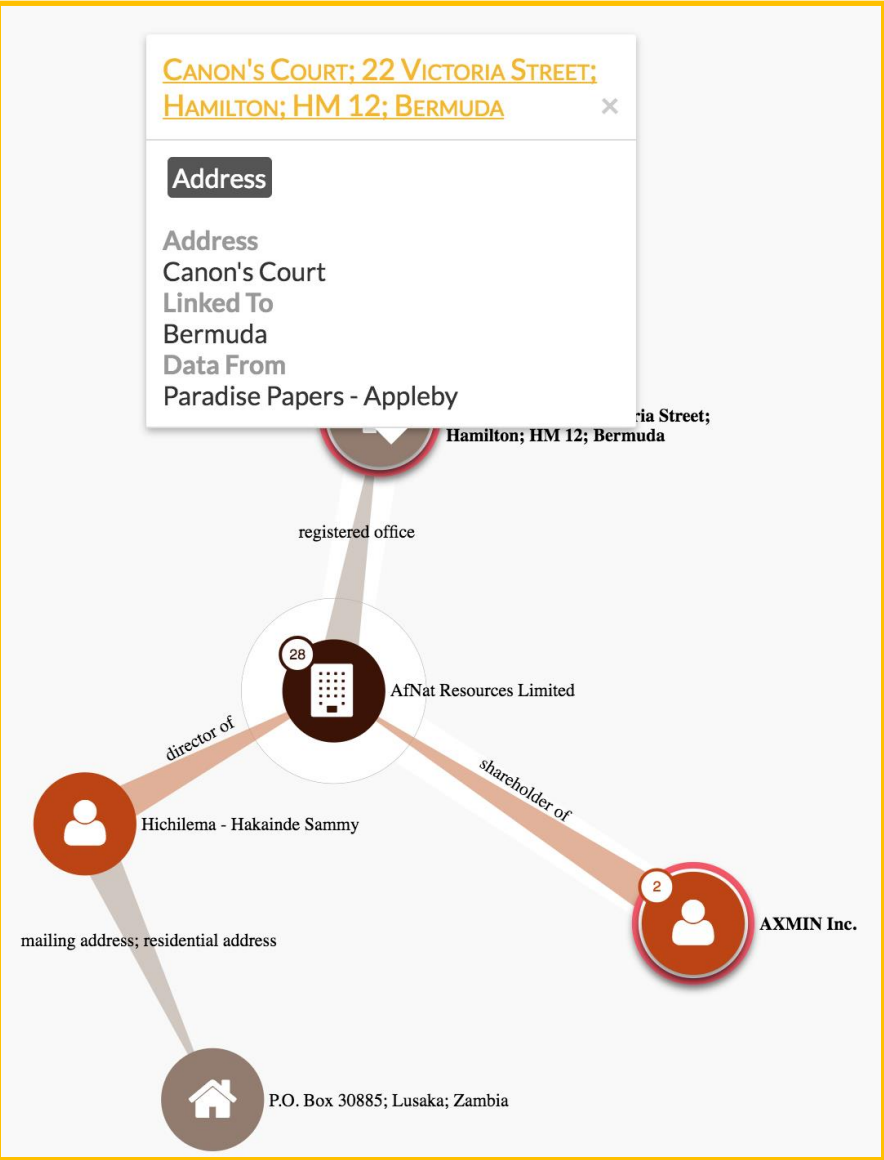 CANON'S COURT; 22 VICTORIA STREET;
HAMILTON; HM 12; BERMUDA ×
Address
Address
Canon's Court
Linked To
Bermuda
Data From
Paradise Papers - Appleby
Street;
Hamilton; HM 12; Bermuda
registered office
28
AfNat Resources Limited
director of
shareholder of
Hichilema - Hakainde Sammy
2
AXMIN Inc.
mailing address; residential address
P.O. Box 30885; Lusaka; Zambia